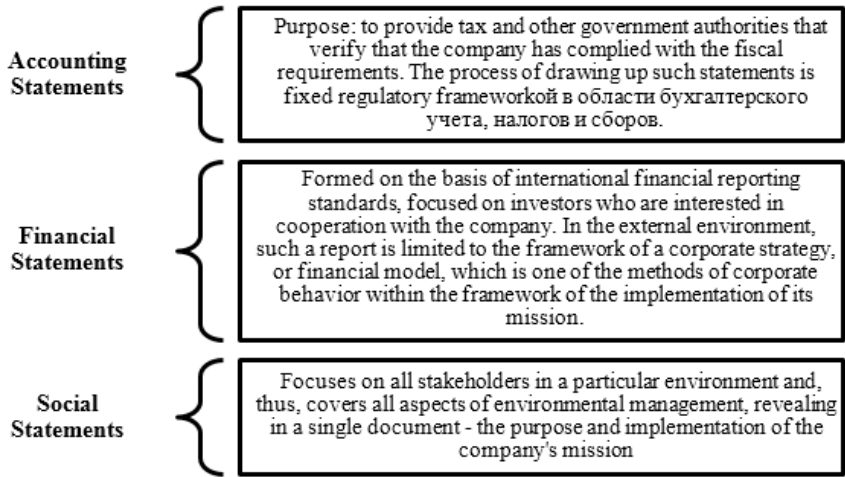 Accounting
Statements
Purpose: to provide tax and other government authorities that
verify that the company has complied with the fiscal
requirements. The process of drawing up such statements is
fixed regulatory frameworkой в области бухгалтерского
учета, налогов и сборов.
Financial
Statements
Formed on the basis of international financial reporting
standards, focused on investors who are interested in
cooperation with the company. In the external environment,
such a report is limited to the framework of a corporate strategy,
or financial model, which is one of the methods of corporate
behavior within the framework of the implementation of its
mission.
Social
Statements
Focuses on all stakeholders in a particular environment and,
thus, covers all aspects of environmental management, revealing
in a single document - the purpose and implementation of the
company's mission